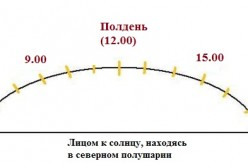 Полдень
(12.00)
9.00
15.00
Лицом к солнцу, находясь
в северном полушарии